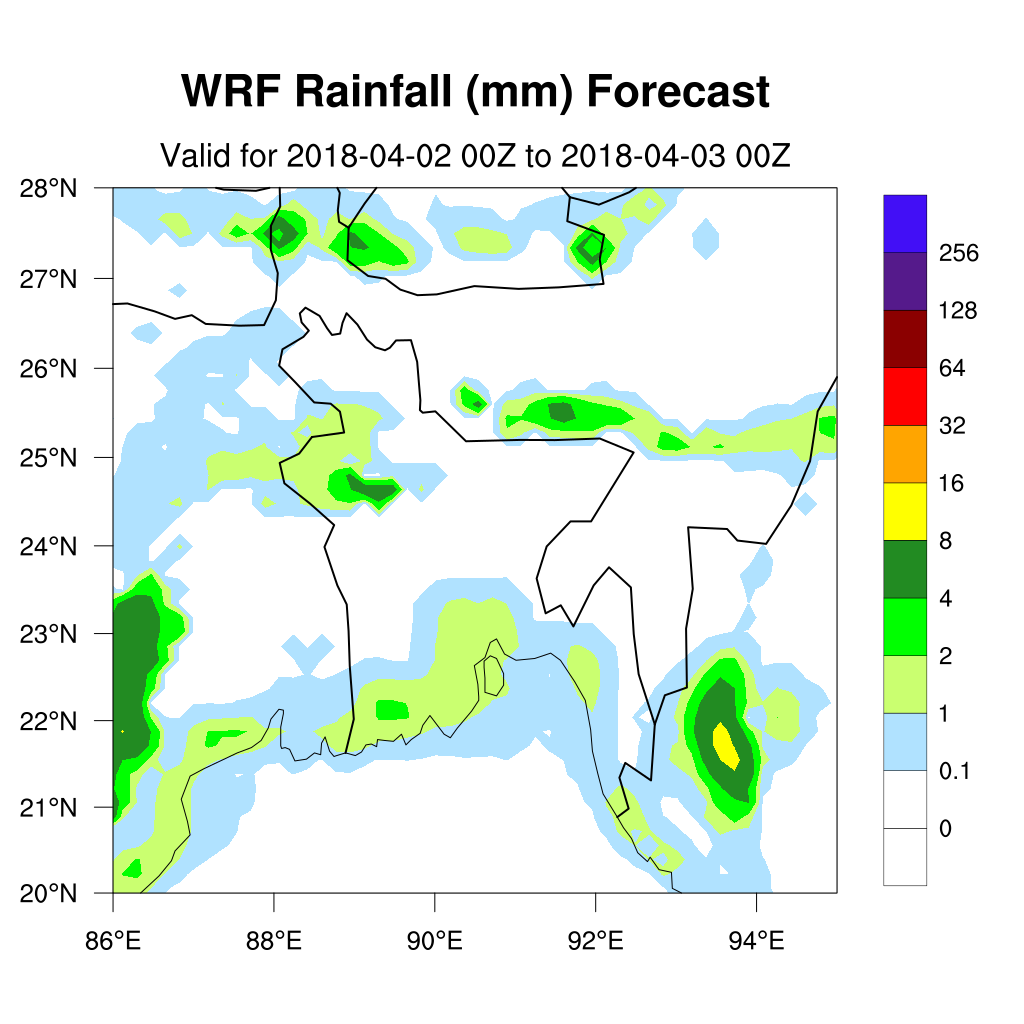 WRF Rainfall (mm) Forecast
Valid for 2018-04-02 00Z to 2018-04-03 00Z
28°N
27°N
26°N
25°N
24°N
23°N
22°N
21°N
20°N
86°E 88°E 90°E 92°E 94°E
256
128
64
32
16
8
4
2
1
0.1
0